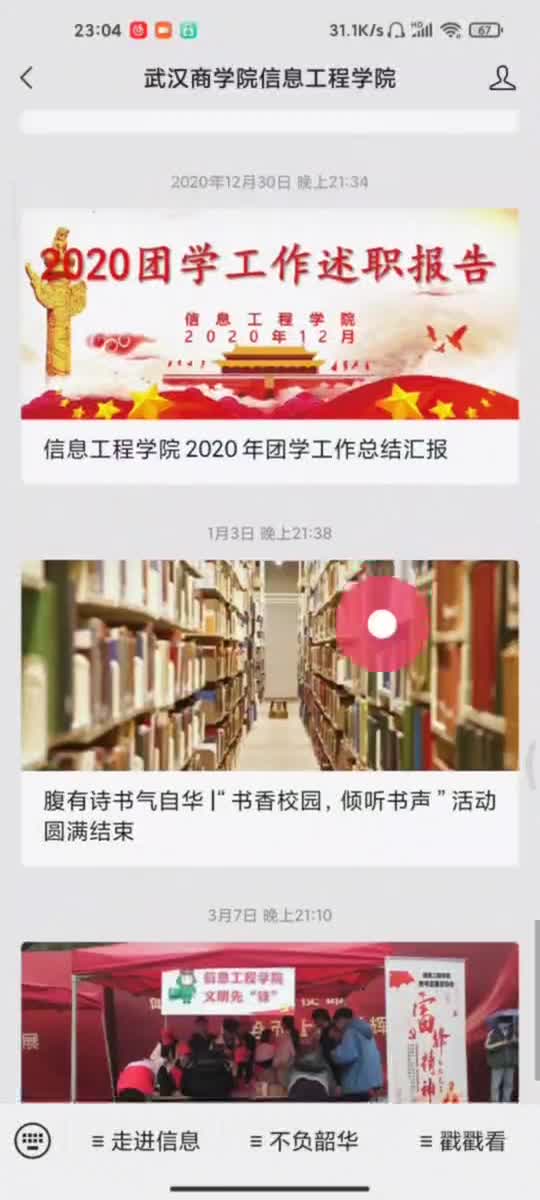 23:04
31.1K/s
HD
67
武汉商学院信息工程学院
2020年12月30日 晚上21:34
2020团学工作述职报告
信息工程学院
2020年12月
信息工程学院 2020 年团学工作总结汇报
1月3日 晚上21:38
腹有诗书气自华 |“ 书香校园，倾听书声 ” 活动
圆满结束
3月7日 晚上21:10
信息工程学院
文明先“锋”
≡ 走进信息
≡ 不负韶华
≡ 戳戳看